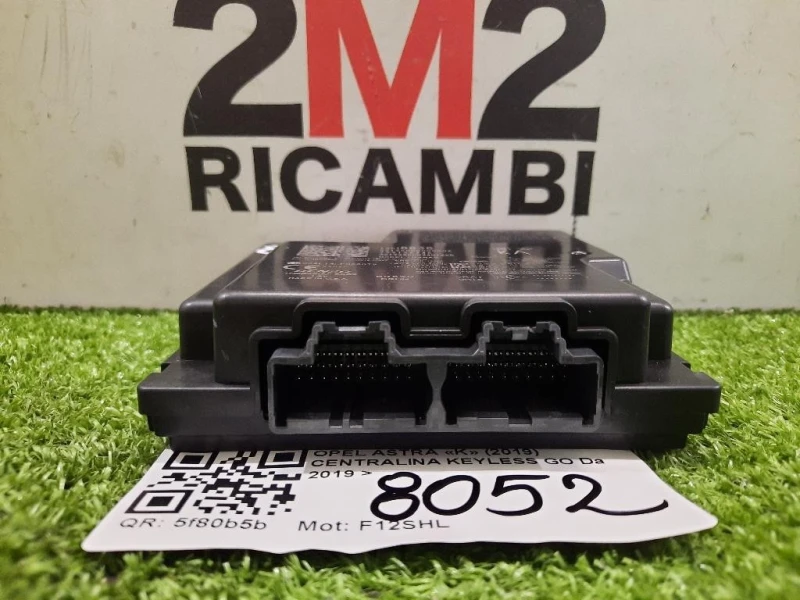 2M2
RICAMBI
OPEL ASTRA «K» (2019)
CENTRALINA KEYLESS GO Da
2019 >
8052
QR: 5f80b5b Mot: F12SHL